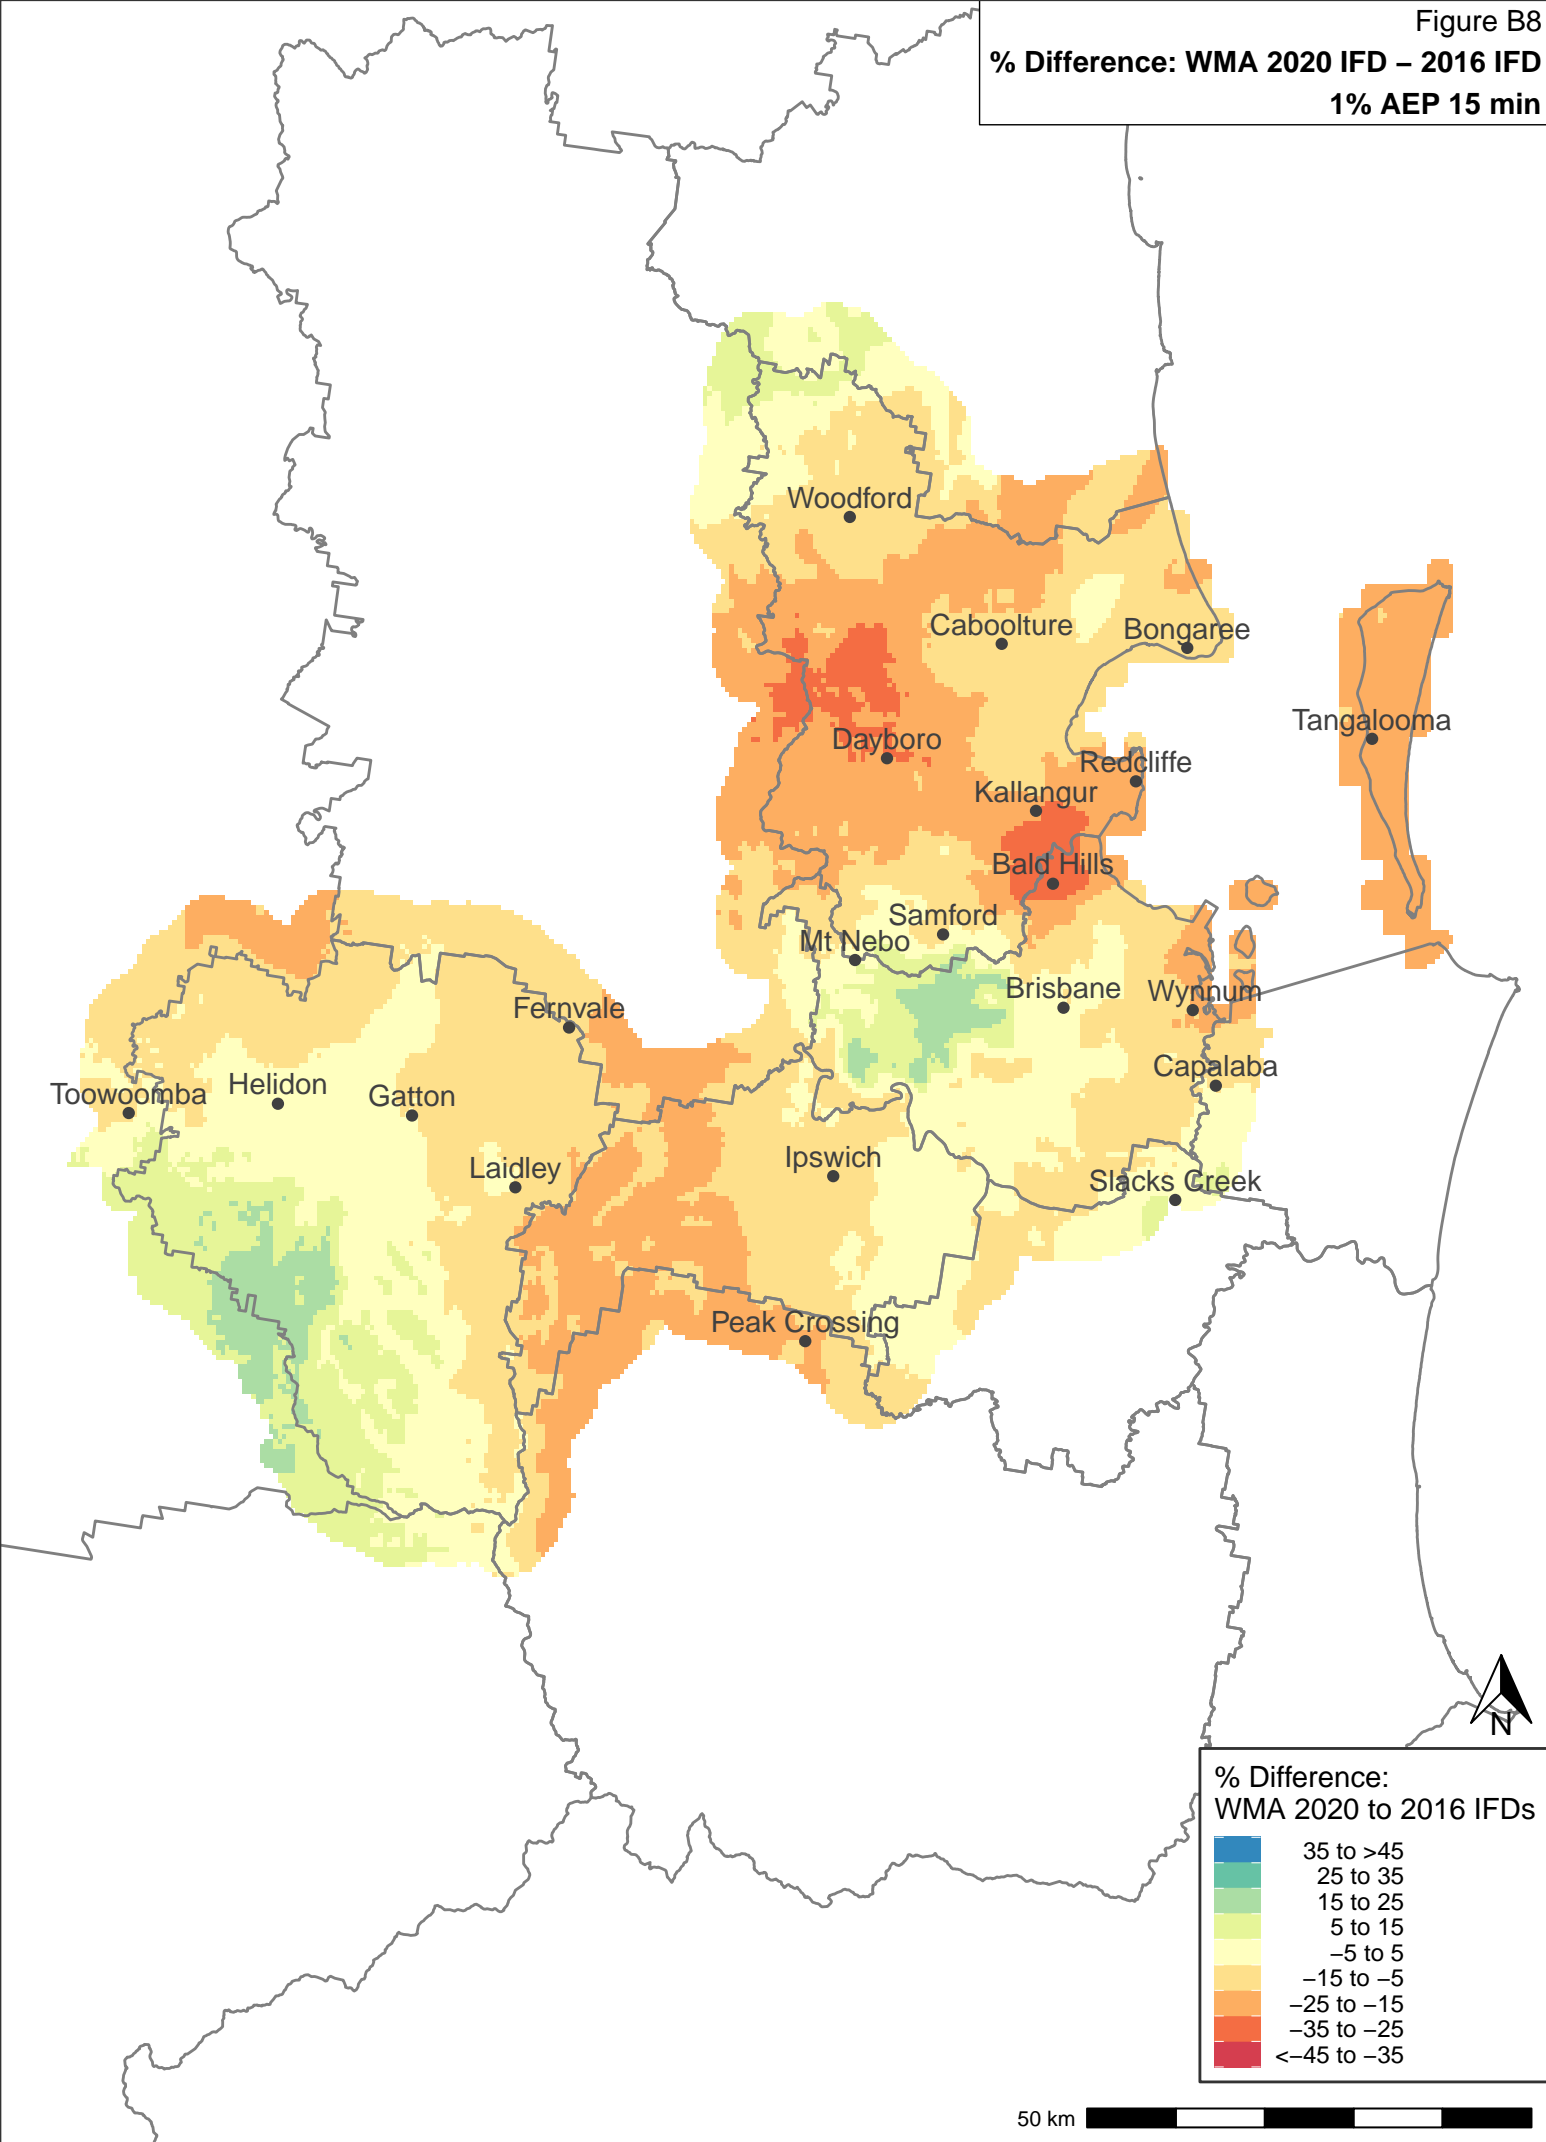 Figure B8
% Difference: WMA 2020 IFD − 2016 IFD
1% AEP 15 min
Woodford
Caboolture
Bongaree
Tangalooma
Dayboro
Redcliffe
Kallangur
Bald Hills
Samford
Mt Nebo
Brisbane
Wynnum
Fernvale
Capalaba
Toowoomba
Helidon
Gatton
Ipswich
Laidley
Slacks Creek
Peak Crossing
N
% Difference:
WMA 2020 to 2016 IFDs
35 to >45
25 to 35
15 to 25
5 to 15
−5 to 5
−15 to −5
−25 to −15
−35 to −25
<−45 to −35
50 km